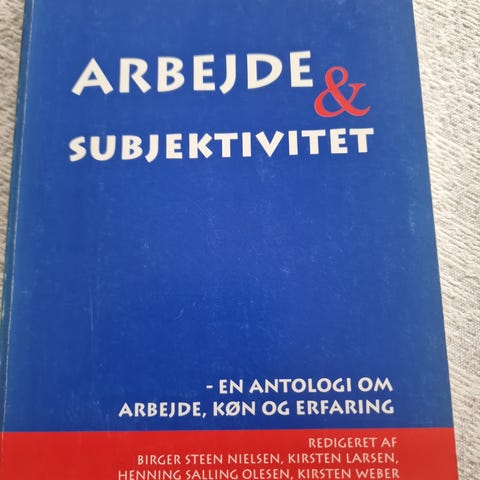 ARBEJDE &
SUBJEKTIVITET
- EN ANTOLOGI OM
ARBEJDE, KØN OG ERFARING
REDIGERET AF
BIRGER STEEN NIELSEN, KIRSTEN LARSEN,
HENNING SALLING OLESEN, KIRSTEN WEBER